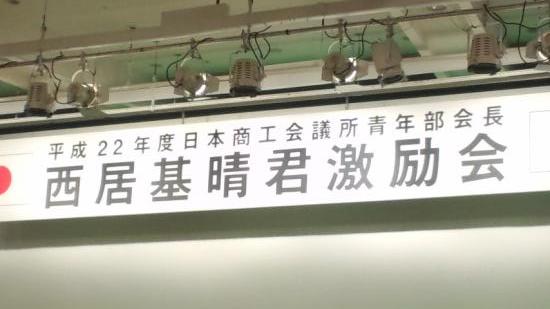 平成22年度日本商工会議所青年部会長
西居基晴君激励会